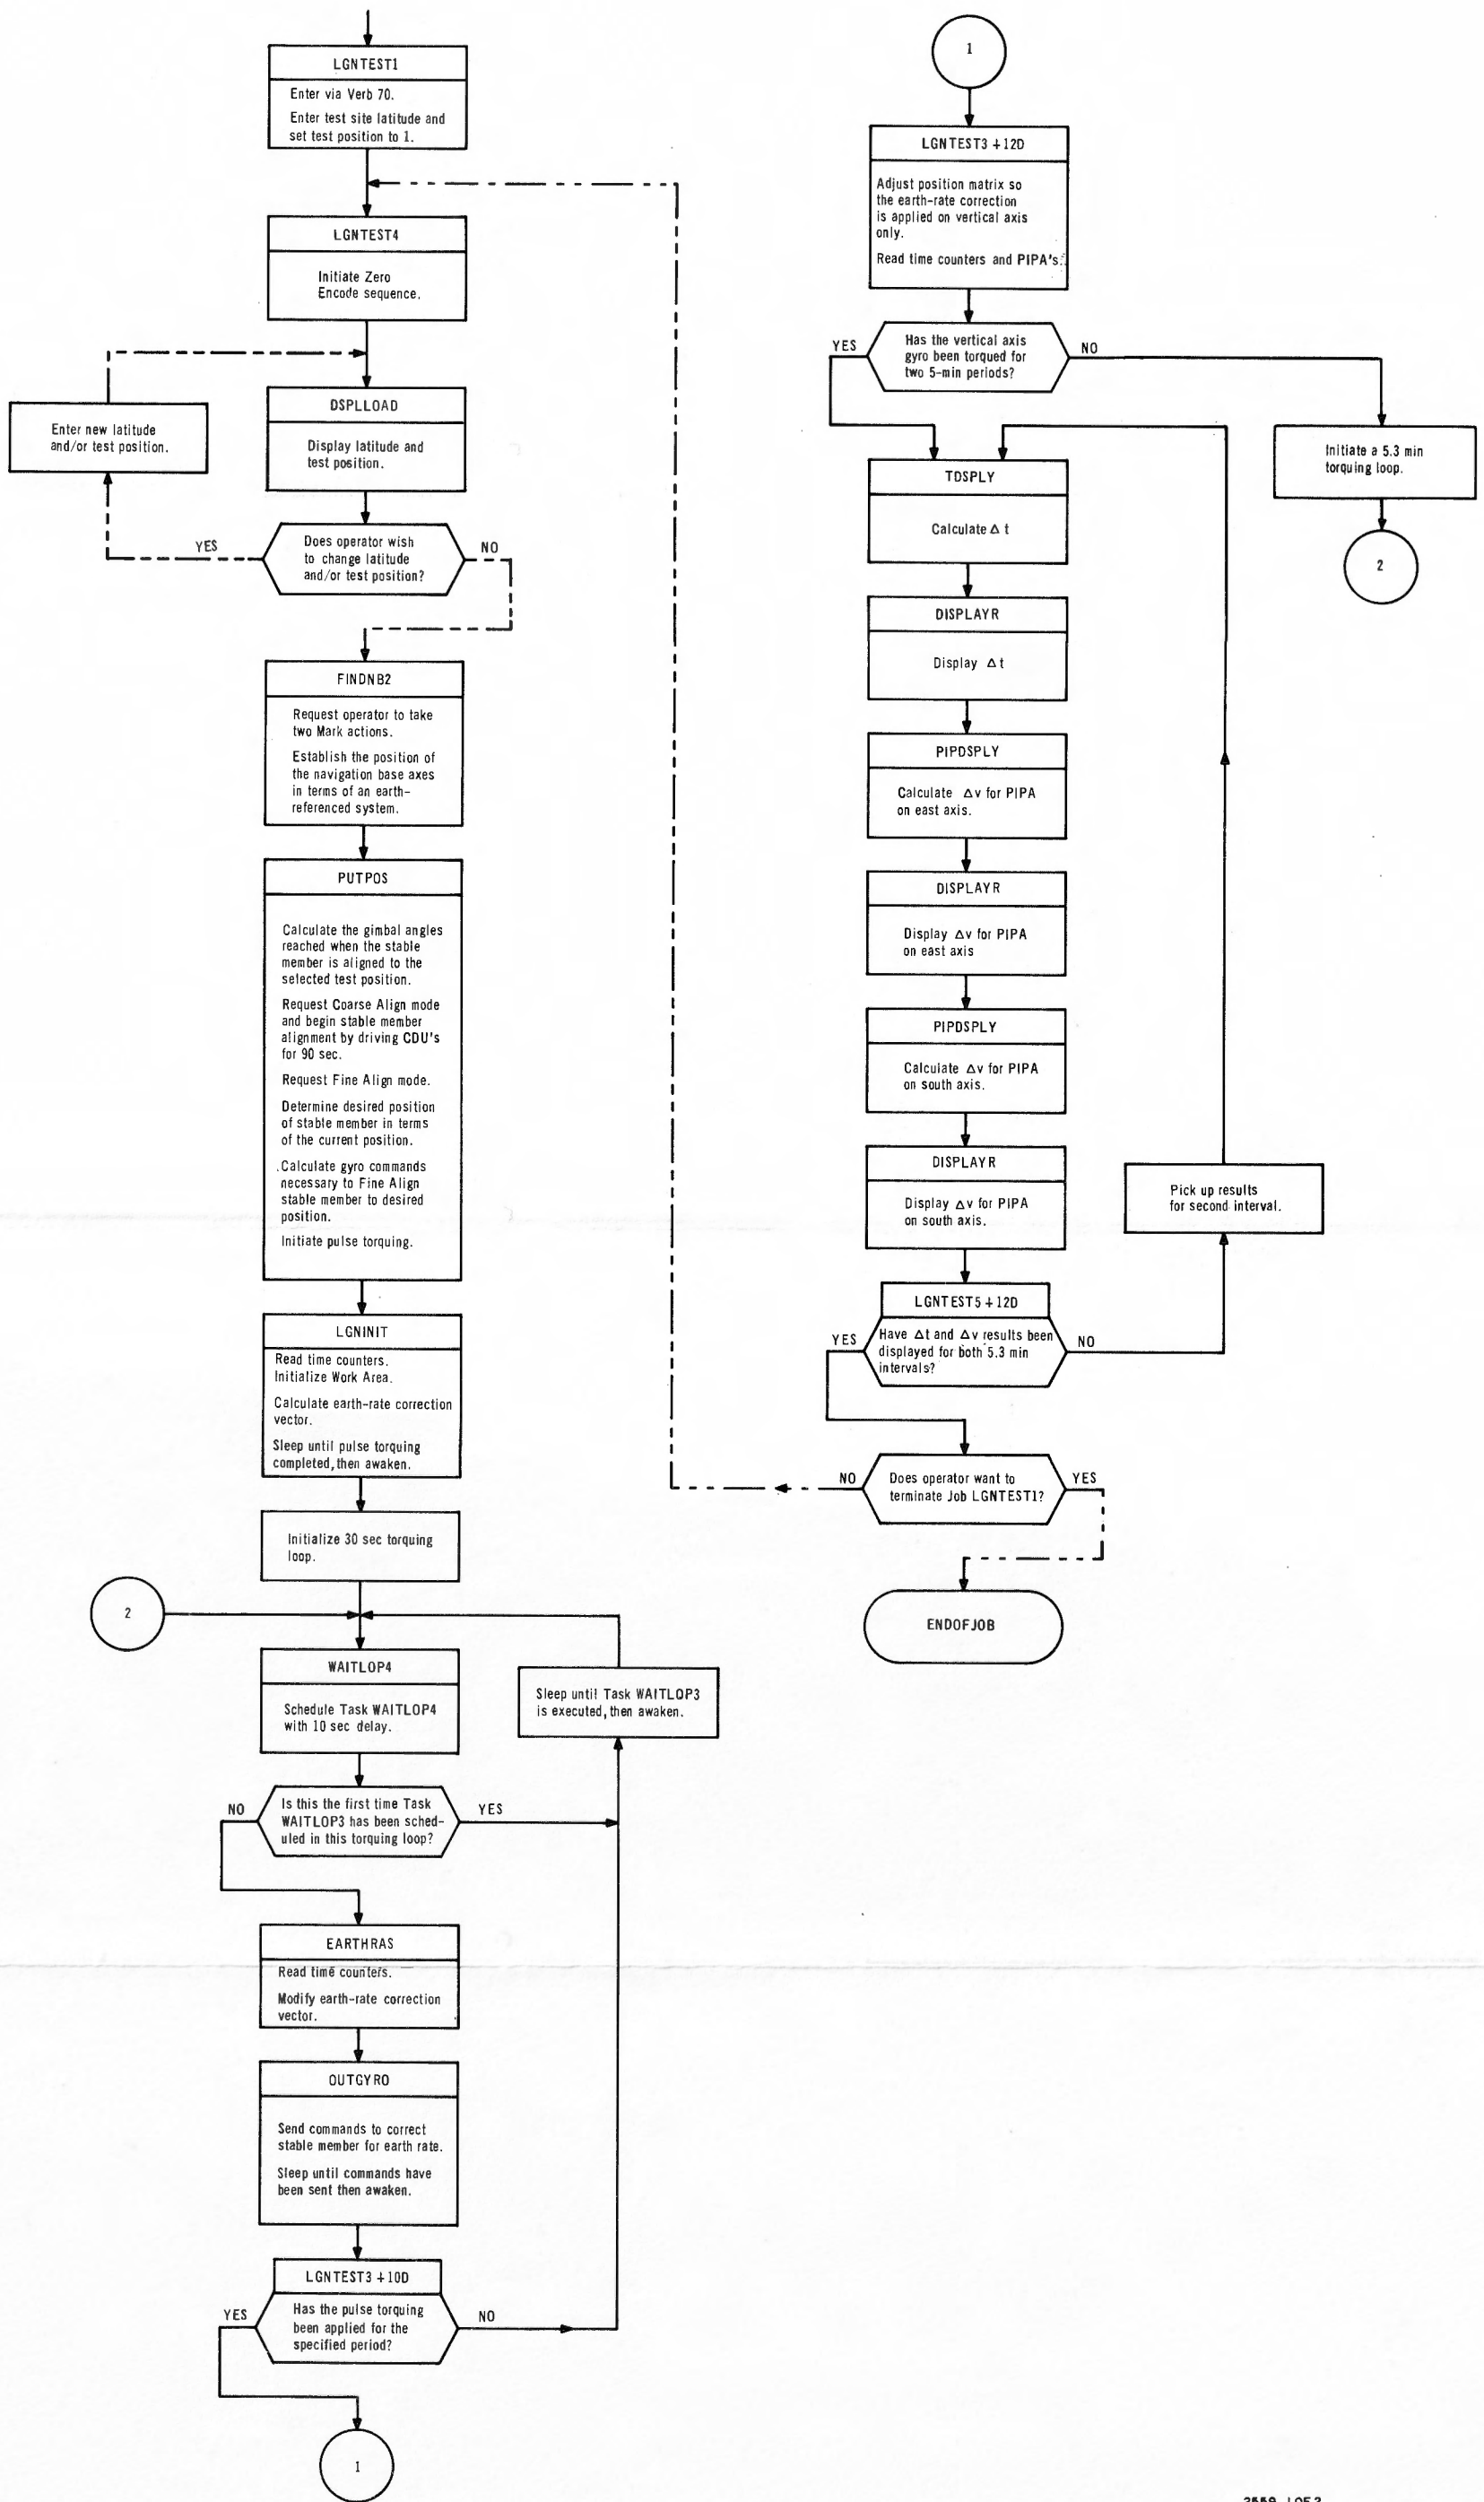 LGNTEST1
Enter via Verb 70.
Enter test site latitude and
set test position to 1.
LGNTEST4
Initiate Zero
Encode sequence.
Enter new latitude
and/or test position.
DSPLLOAD
Display latitude and
test position.
YES
Does operator wish
to change latitude
and/or test position?
NO
FINDNB2
Request operator to take
two Mark actions.
Establish the position of
the navigation base axes
in terms of an earth-
referenced system.
PUTPOS
Calculate the gimbal angles
reached when the stable
member is aligned to the
selected test position.
Request Coarse Align mode
and begin stable member
alignment by driving CDU's
for 90 sec.
Request Fine Align mode.
Determine desired position
of stable member in terms
of the current position.
Calculate gyro commands
necessary to Fine Align
stable member to desired
position.
Initiate pulse torquing.
LGNINIT
Read time counters.
Initialize Work Area.
Calculate earth-rate correction
vector.
Sleep until pulse torquing
completed, then awaken.
Initialize 30 sec torquing
loop.
2
WAITLOP4
Schedule Task WAITLOP4
with 10 sec delay.
Sleep until Task WAITLOP3
is executed, then awaken.
NO
Is this the first time Task
WAITLOP3 has been sched-
uled in this torquing loop?
YES
EARTHRAS
Read time counters.
Modify earth-rate correction
vector.
OUTGYRO
Send commands to correct
stable member for earth rate.
Sleep until commands have
been sent then awaken.
LGNTEST3 +10D
YES
Has the pulse torquing
been applied for the
specified period?
NO
1
1
LGNTEST3 +12D
Adjust position matrix so
the earth-rate correction
is applied on vertical axis
only.
Read time counters and PIPA's.
YES
Has the vertical axis
gyro been torqued for
two 5-min periods?
NO
Initiate a 5.3 min
torquing loop.
2
TDSPLY
Calculate Δ t
DISPLAYR
Display Δ t
PIPDSPLY
Calculate Δv for PIPA
on east axis.
DISPLAYR
Display Δv for PIPA
on east axis
PIPDSPLY
Calculate Δv for PIPA
on south axis.
DISPLAYR
Display Δv for PIPA
on south axis.
Pick up results
for second interval.
LGNTEST5 +12D
YES
Have Δt and Δv results been
displayed for both 5.3 min
intervals?
NO
NO
Does operator want to
terminate Job LGNTEST1?
YES
ENDOFJOB